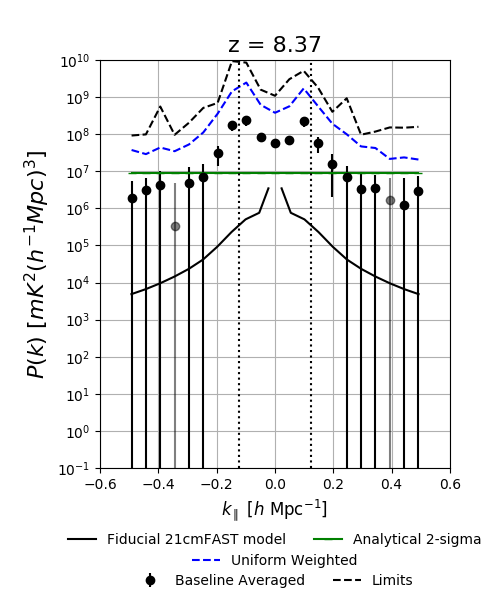 z = 8.37
10^10
10^9
10^8
10^7
10^6
10^5
10^4
10^3
10^2
10^1
10^0
10^−1
P(k) [mK^2(h^−1Mpc)^3]
−0.6 −0.4 −0.2 0.0 0.2 0.4 0.6
k_∥ [h Mpc^−1]
Fiducial 21cmFAST model Analytical 2-sigma
Uniform Weighted
Baseline Averaged Limits